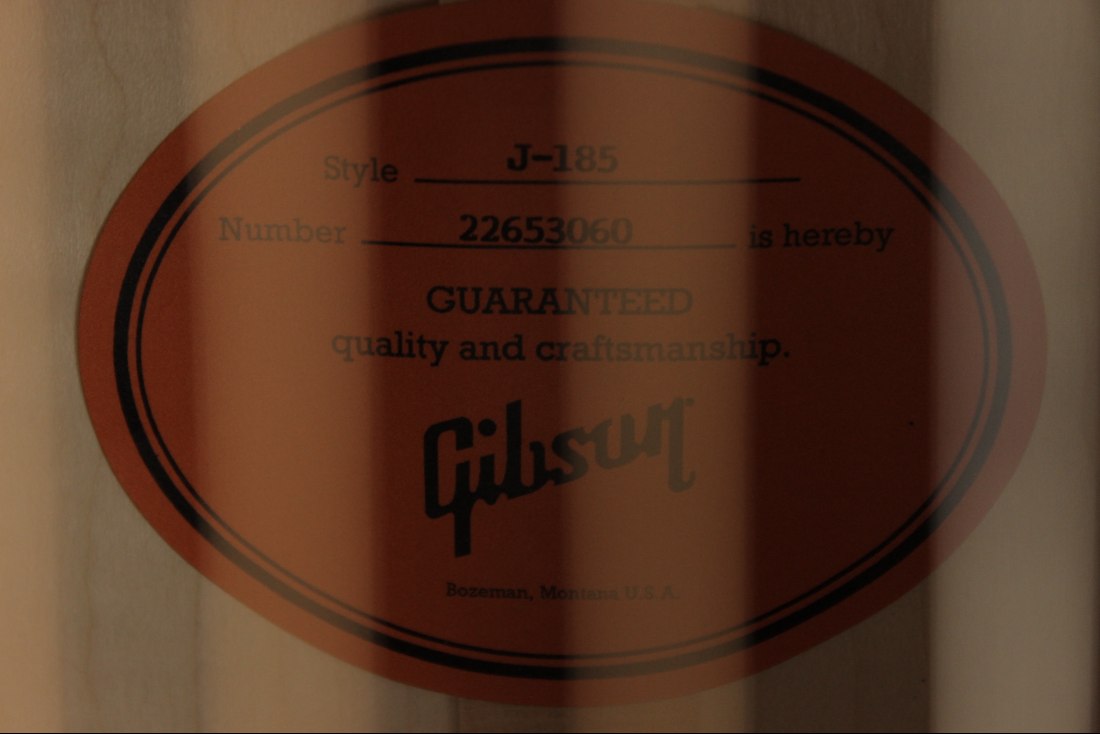 Style J-185
Number 22653060 is hereby
GUARANTEED
quality and craftsmanship.
Gibson
Bozeman, Montana U.S.A.